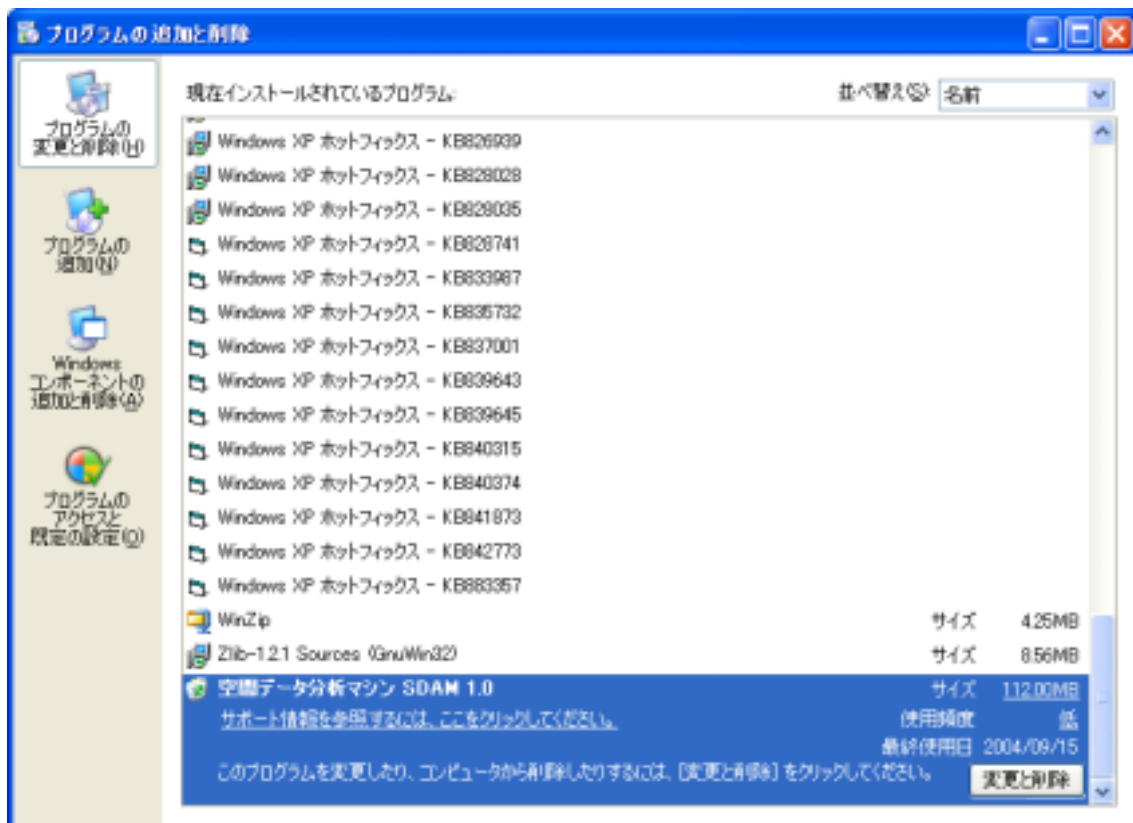 プログラムの追加と削除
プログラムの
変更と削除(H)
プログラムの
追加(N)
Windows
コンポーネントの
追加と削除(A)
プログラムの
アクセスと
既定の設定(O)
現在インストールされているプログラム:
並べ替え(S):
名前
Windows XP ホットフィックス - KB826939
Windows XP ホットフィックス - KB828028
Windows XP ホットフィックス - KB828035
Windows XP ホットフィックス - KB828741
Windows XP ホットフィックス - KB833987
Windows XP ホットフィックス - KB835732
Windows XP ホットフィックス - KB837001
Windows XP ホットフィックス - KB839643
Windows XP ホットフィックス - KB839645
Windows XP ホットフィックス - KB840315
Windows XP ホットフィックス - KB840374
Windows XP ホットフィックス - KB841873
Windows XP ホットフィックス - KB842773
Windows XP ホットフィックス - KB883357
WinZip サイズ 4.25MB
Zlib-1.2.1 Sources (GnuWin32) サイズ 8.56MB
空間データ分析マシン SDAM 1.0 サイズ 112.00MB
サポート情報を参照するには、ここをクリックしてください。 使用頻度 低
最終使用日 2004/09/15
このプログラムを変更したり、コンピュータから削除したりするには、[変更と削除] をクリックしてください。
変更と削除